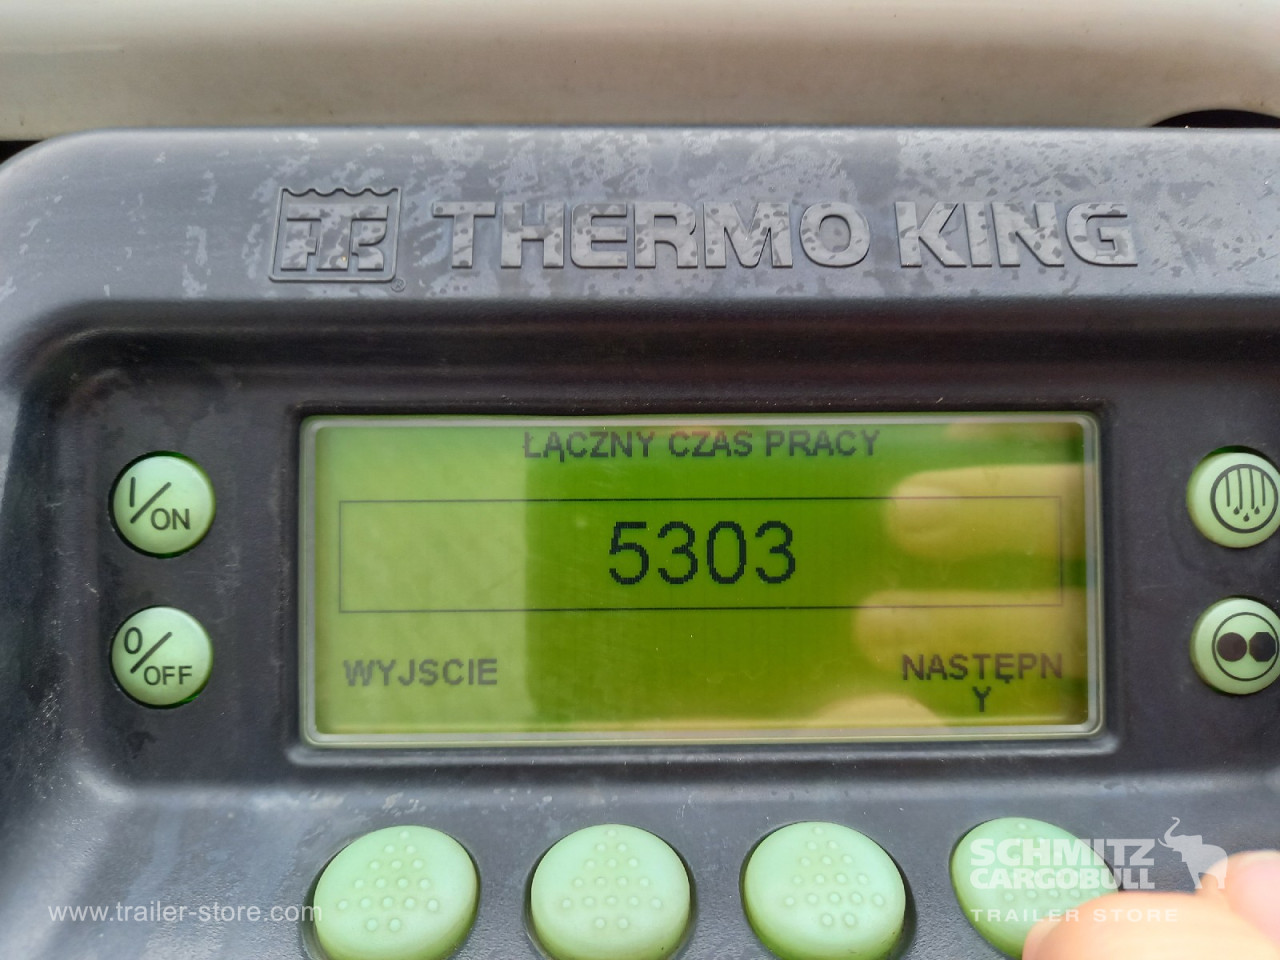 TK
®
THERMO KING
ŁĄCZNY CZAS PRACY
I/ON
5303
0/OFF
WYJSCIE
NASTĘPN
Y
SCHMITZ
CARGOBULL
www.trailer-store.com
TRAILER STORE